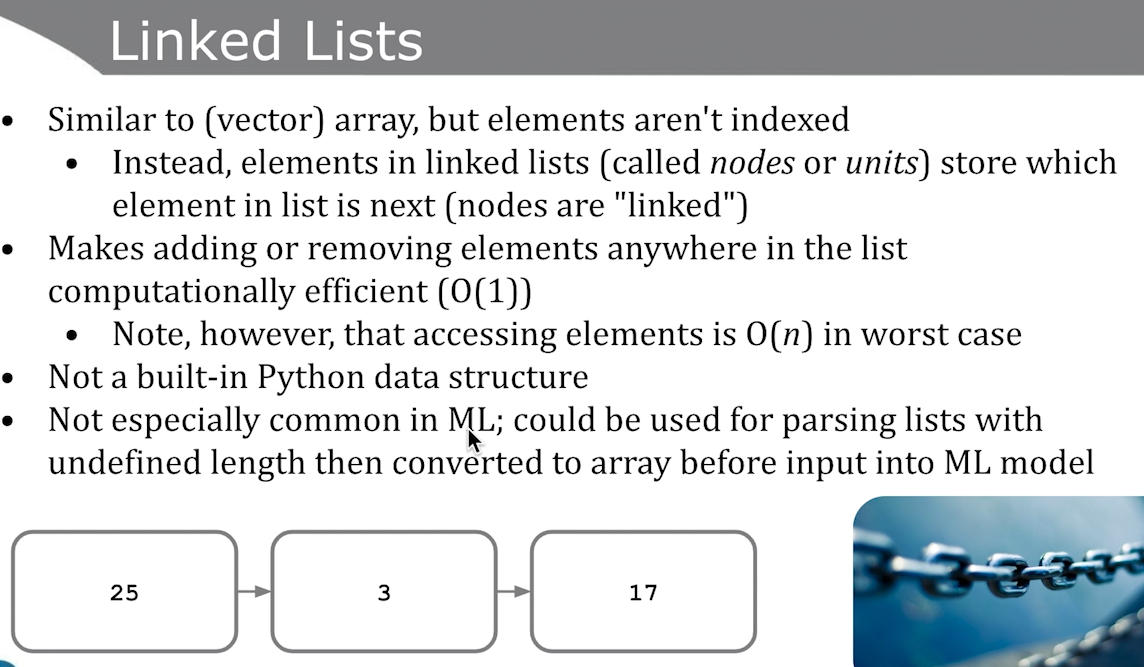 Linked Lists
• Similar to (vector) array, but elements aren't indexed
• Instead, elements in linked lists (called nodes or units) store which
element in list is next (nodes are "linked")
• Makes adding or removing elements anywhere in the list
computationally efficient (O(1))
• Note, however, that accessing elements is O(n) in worst case
• Not a built-in Python data structure
• Not especially common in ML; could be used for parsing lists with
undefined length then converted to array before input into ML model
25 3 17